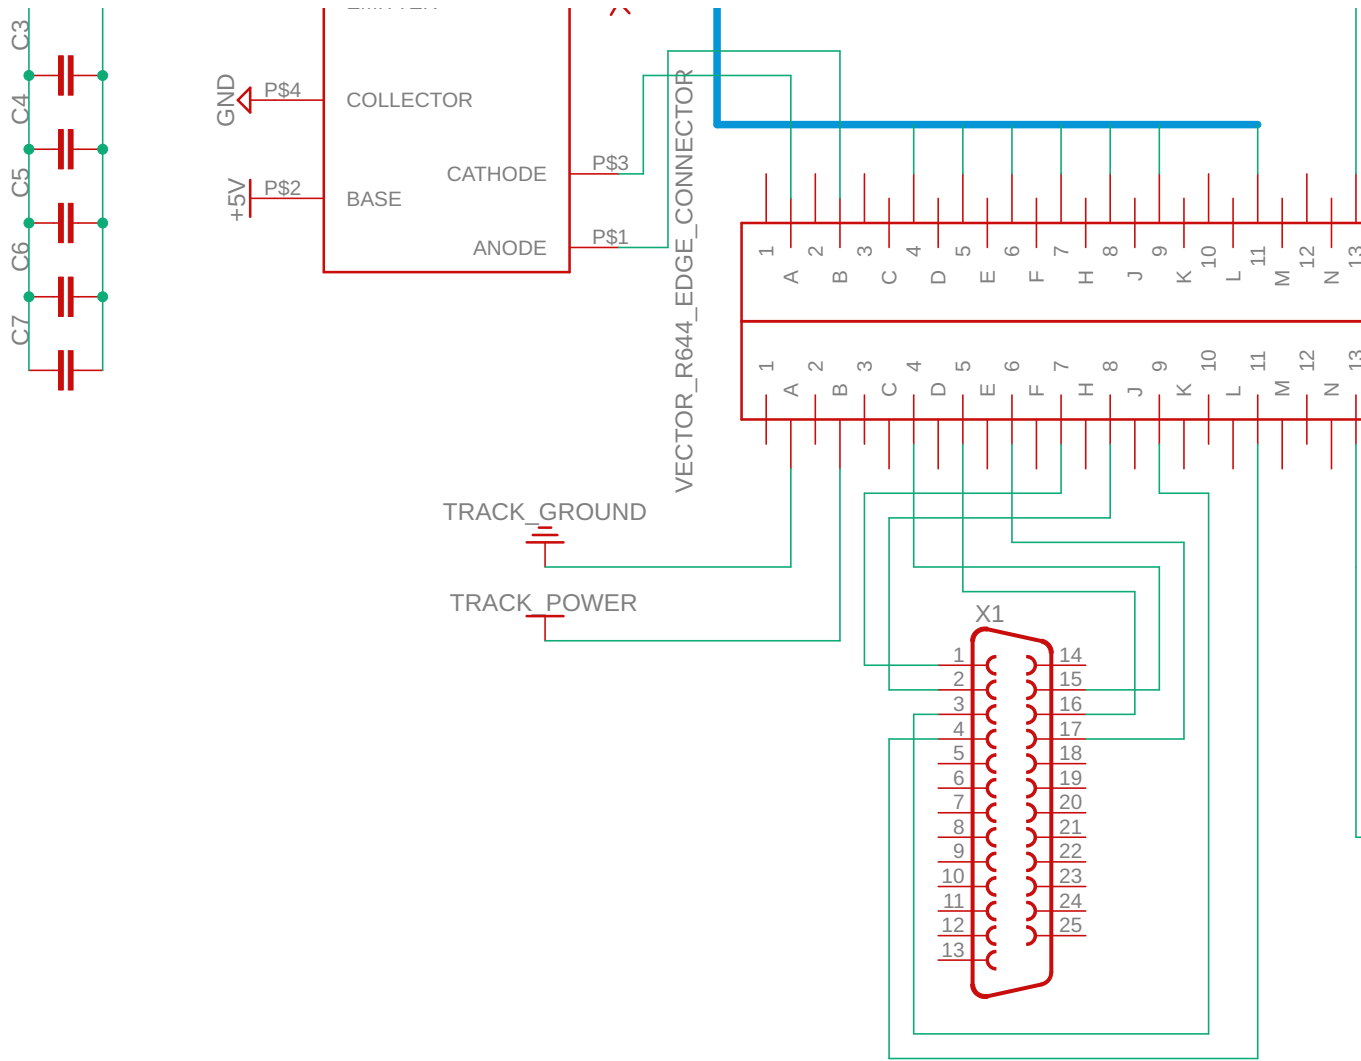 C3
C4
C5
C6
C7
GND
P$4
COLLECTOR
+5V
P$2
BASE
CATHODE
P$3
ANODE
P$1
VECTOR_R644_EDGE_CONNECTOR
1 2 3 4 5 6 7 8 9 10 11 12 13
A B C D E F H J K L M N
1 2 3 4 5 6 7 8 9 10 11 12 13
A B C D E F H J K L M N
TRACK_GROUND
TRACK_POWER
X1
1 14
2 15
3 16
4 17
5 18
6 19
7 20
8 21
9 22
10 23
11 24
12 25
13